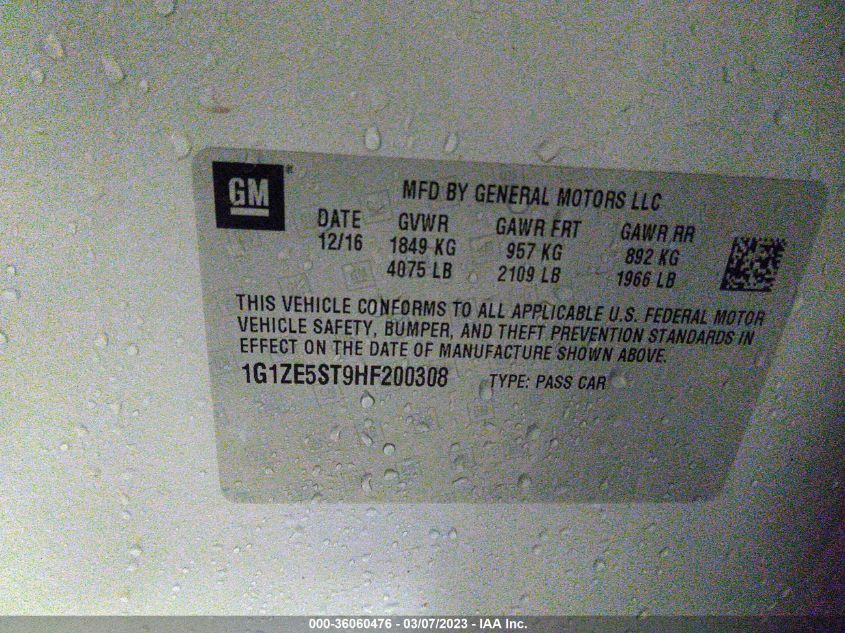 GM ®
MFD BY GENERAL MOTORS LLC
DATE GVWR GAWR FRT GAWR RR
12/16 1849 KG 957 KG 892 KG
4075 LB 2109 LB 1966 LB
THIS VEHICLE CONFORMS TO ALL APPLICABLE U.S. FEDERAL MOTOR
VEHICLE SAFETY, BUMPER, AND THEFT PREVENTION STANDARDS IN
EFFECT ON THE DATE OF MANUFACTURE SHOWN ABOVE.
1G1ZE5ST9HF200308 TYPE: PASS CAR
000-36060476 - 03/07/2023 - IAA Inc.